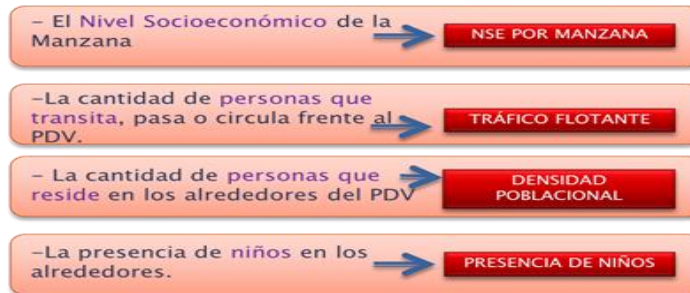 – El Nivel Socioeconómico de la
Manzana
NSE POR MANZANA
–La cantidad de personas que
transita, pasa o circula frente al
PDV.
TRÁFICO FLOTANTE
– La cantidad de personas que
reside en los alrededores del PDV
DENSIDAD
POBLACIONAL
–La presencia de niños en los
alrededores.
PRESENCIA DE NIÑOS